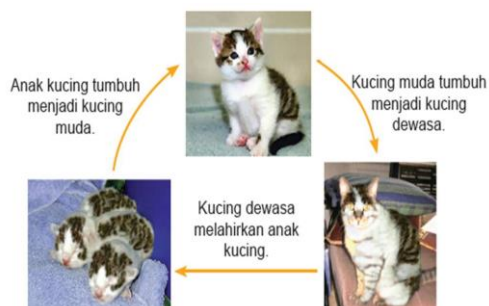 Anak kucing tumbuh
menjadi kucing
muda.
Kucing muda tumbuh
menjadi kucing
dewasa.
Kucing dewasa
melahirkan anak
kucing.